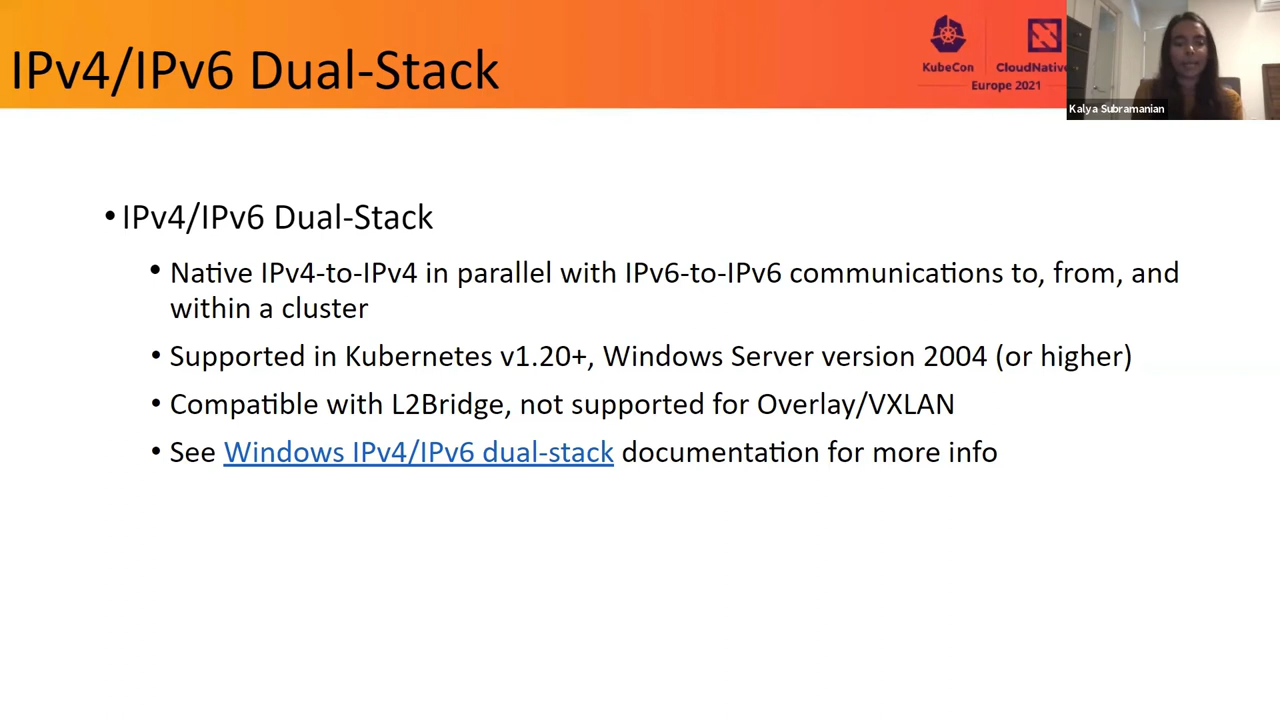 IPv4/IPv6 Dual-Stack
KubeCon
CloudNative
Europe 2021
Kalya Subramanian
•IPv4/IPv6 Dual-Stack
• Native IPv4-to-IPv4 in parallel with IPv6-to-IPv6 communications to, from, and
within a cluster
• Supported in Kubernetes v1.20+, Windows Server version 2004 (or higher)
• Compatible with L2Bridge, not supported for Overlay/VXLAN
• See Windows IPv4/IPv6 dual-stack documentation for more info